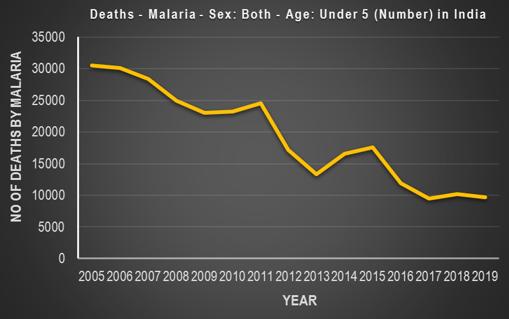 Deaths - Malaria - Sex: Both - Age: Under 5 (Number) in India
NO OF DEATHS BY MALARIA
35000
30000
25000
20000
15000
10000
5000
0
2005 2006 2007 2008 2009 2010 2011 2012 2013 2014 2015 2016 2017 2018 2019
YEAR